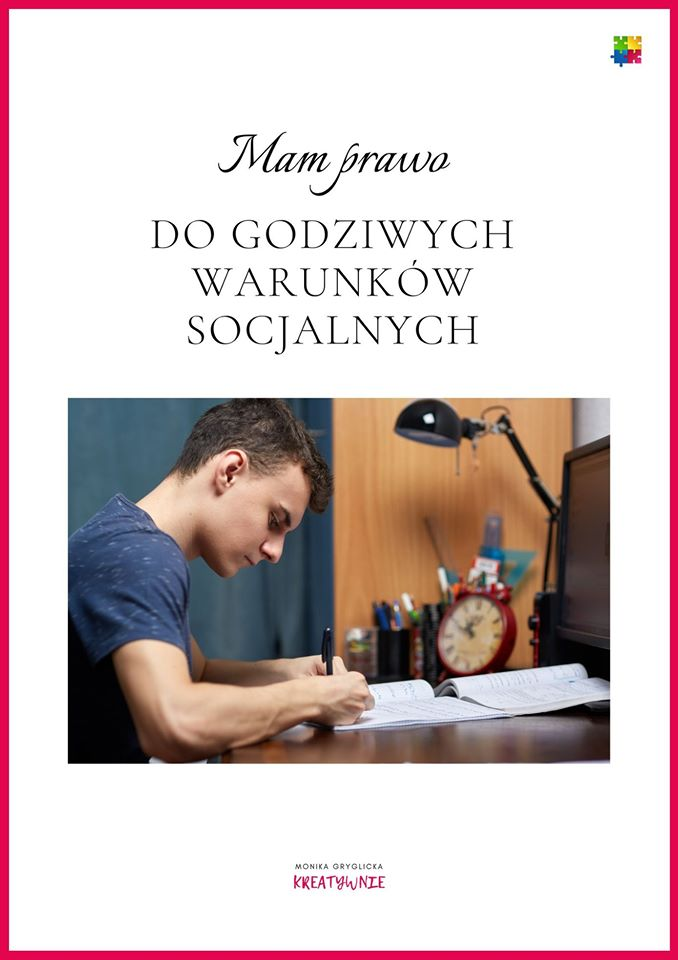 Mam prawo
DO GODZIWYCH
WARUNKÓW
SOCJALNYCH
MONIKA GRYGLICKA
KREATYWNIE